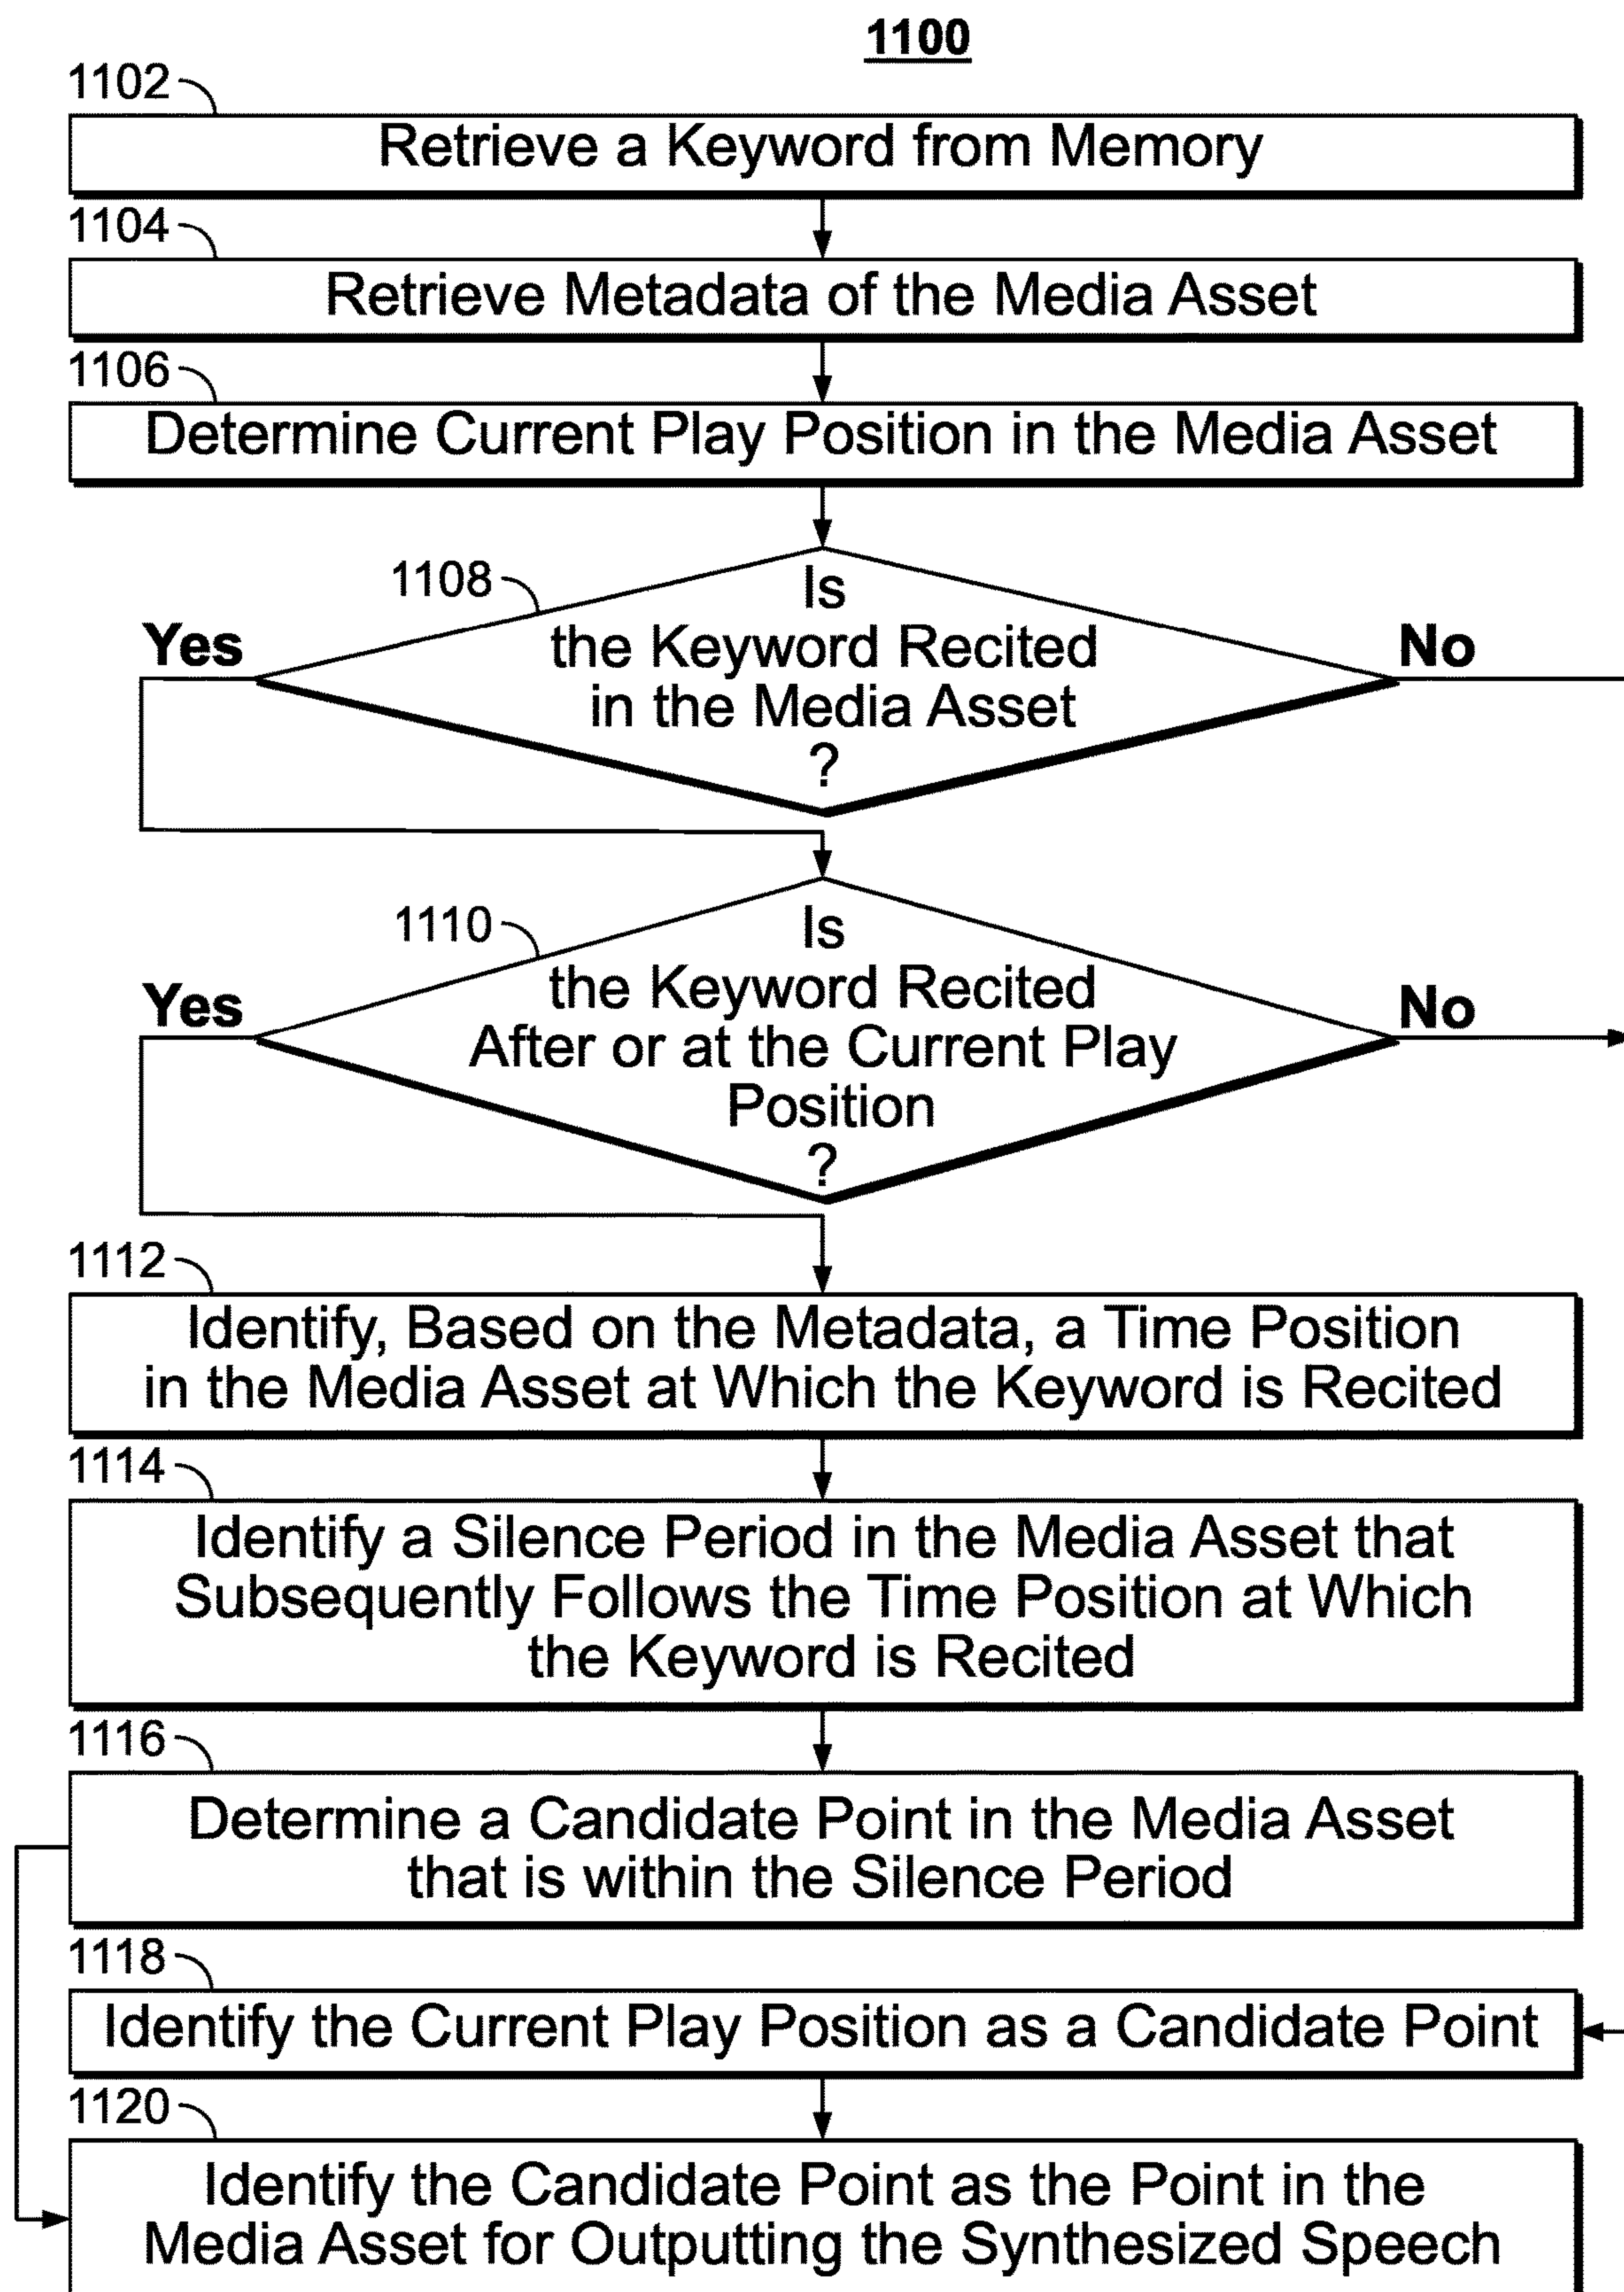 1100
1102
Retrieve a Keyword from Memory
1104
Retrieve Metadata of the Media Asset
1106
Determine Current Play Position in the Media Asset
1108
Is
the Keyword Recited
in the Media Asset
?
Yes
No
1110
Is
the Keyword Recited
After or at the Current Play
Position
?
Yes
No
1112
Identify, Based on the Metadata, a Time Position
in the Media Asset at Which the Keyword is Recited
1114
Identify a Silence Period in the Media Asset that
Subsequently Follows the Time Position at Which
the Keyword is Recited
1116
Determine a Candidate Point in the Media Asset
that is within the Silence Period
1118
Identify the Current Play Position as a Candidate Point
1120
Identify the Candidate Point as the Point in the
Media Asset for Outputting the Synthesized Speech